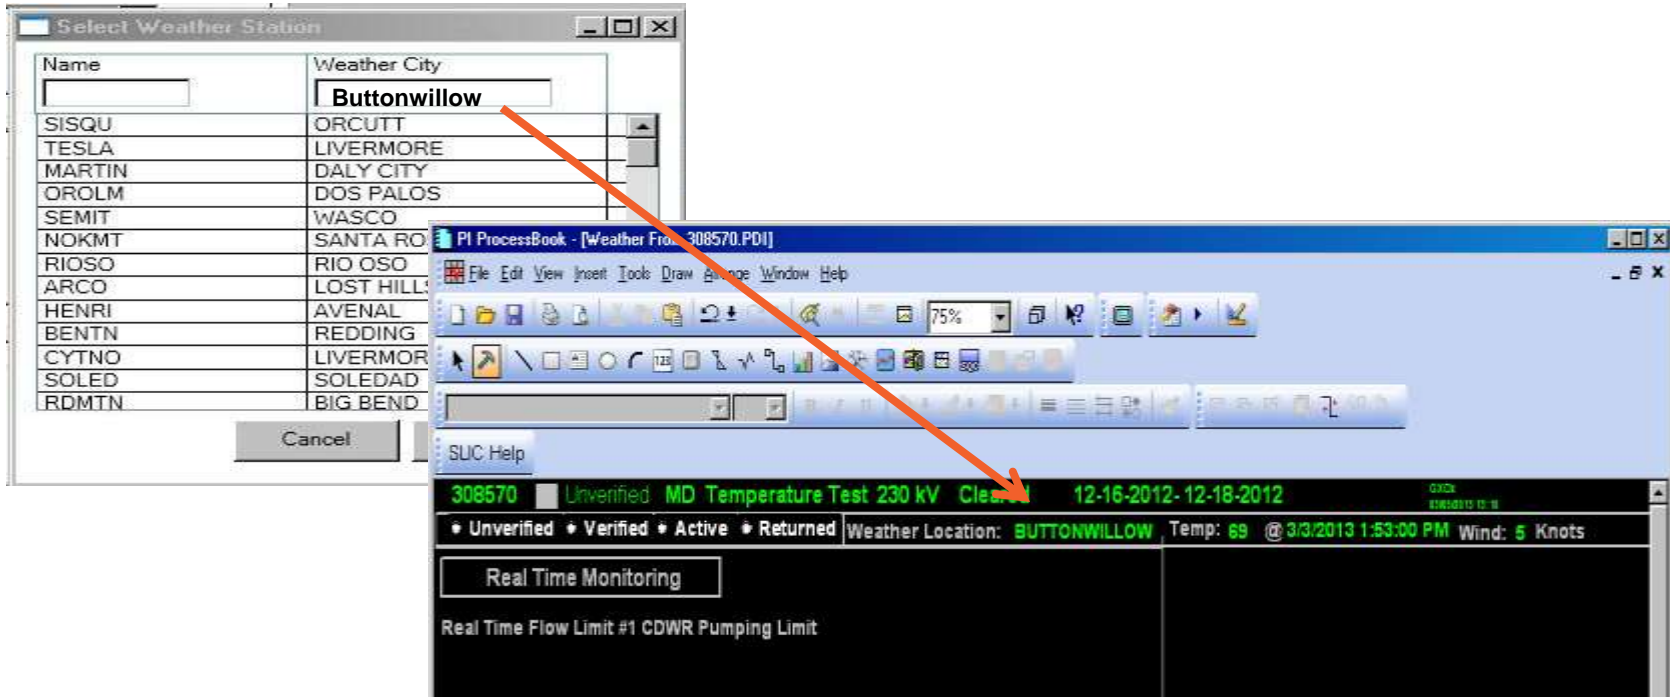 Select Weather Station
Name Weather City
Buttonwillow
SISQU ORCUTT
TESLA LIVERMORE
MARTIN DALY CITY
OROLM DOS PALOS
SEMIT WASCO
NOKMT SANTA RO
RIOSO RIO OSO
ARCO LOST HILLS
HENRI AVENAL
BENTN REDDING
CYTNO LIVERMOR
SOLED SOLEDAD
RDMTN BIG BEND
Cancel
PI ProcessBook - [Weather From 308570.PDI]
File Edit View Insert Tools Draw Arrange Window Help
75%
123
SLIC Help
308570 Unverified MD Temperature Test 230 kV Cleared 12-16-2012- 12-18-2012
Unverified Verified Active Returned Weather Location: BUTTONWILLOW Temp: 69 @ 3/3/2013 1:53:00 PM Wind: 5 Knots
Real Time Monitoring
Real Time Flow Limit #1 CDWR Pumping Limit